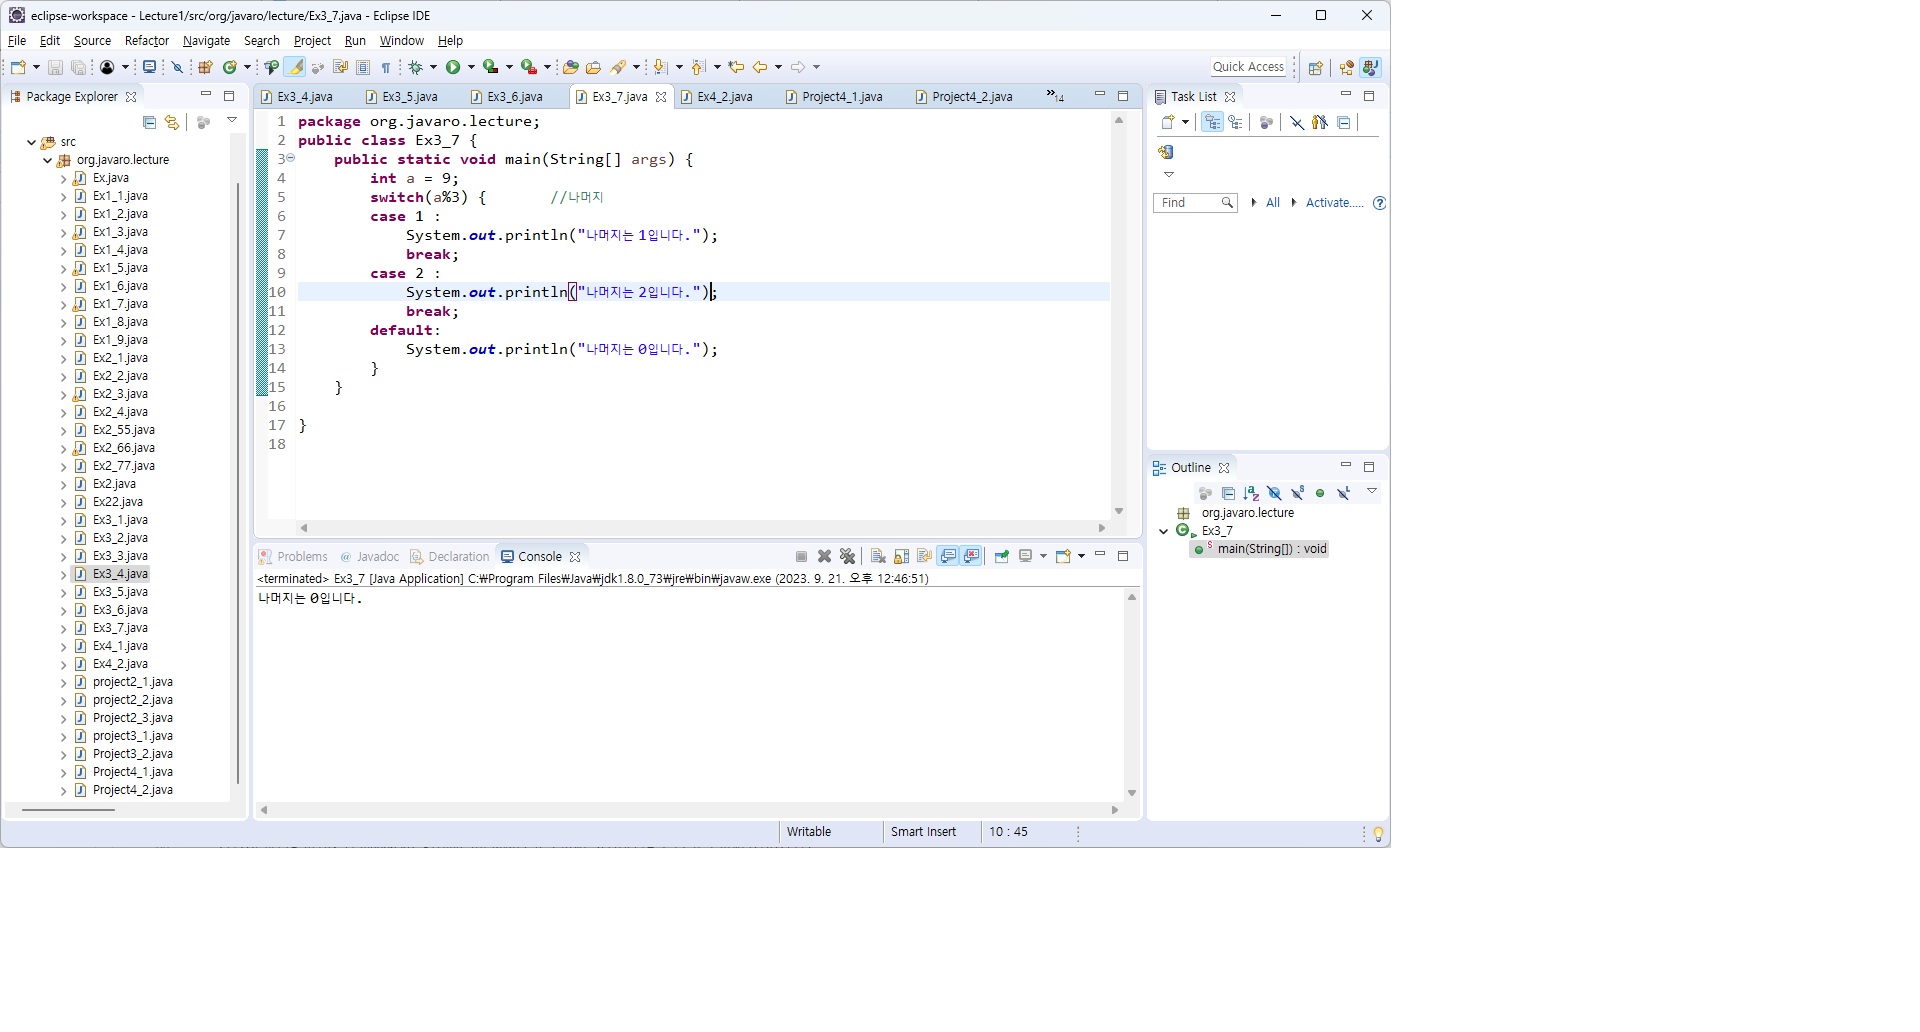 eclipse-workspace - Lecture1/src/org/javaro/lecture/Ex3_7.java - Eclipse IDE
File Edit Source Refactor Navigate Search Project Run Window Help
Quick Access
Package Explorer
src
org.javaro.lecture
Ex.java
Ex1_1.java
Ex1_2.java
Ex1_3.java
Ex1_4.java
Ex1_5.java
Ex1_6.java
Ex1_7.java
Ex1_8.java
Ex1_9.java
Ex2_1.java
Ex2_2.java
Ex2_3.java
Ex2_4.java
Ex2_55.java
Ex2_66.java
Ex2_77.java
Ex2.java
Ex22.java
Ex3_1.java
Ex3_2.java
Ex3_3.java
Ex3_4.java
Ex3_5.java
Ex3_6.java
Ex3_7.java
Ex4_1.java
Ex4_2.java
project2_1.java
project2_2.java
Project2_3.java
project3_1.java
Project3_2.java
Project4_1.java
Project4_2.java
Ex3_4.java Ex3_5.java Ex3_6.java Ex3_7.java Ex4_2.java Project4_1.java Project4_2.java »14
1 package org.javaro.lecture;
2 public class Ex3_7 {
3 public static void main(String[] args) {
4 int a = 9;
5 switch(a%3) { //나머지
6 case 1 :
7 System.out.println("나머지는 1입니다.");
8 break;
9 case 2 :
10 System.out.println("나머지는 2입니다.");
11 break;
12 default:
13 System.out.println("나머지는 0입니다.");
14 }
15 }
16
17 }
18
Problems @ Javadoc Declaration Console
<terminated> Ex3_7 [Java Application] C:₩Program Files₩Java₩jdk1.8.0_73₩jre₩bin₩javaw.exe (2023. 9. 21. 오후 12:46:51)
나머지는 0입니다.
Task List
Find All Activate.....
Outline
org.javaro.lecture
Ex3_7
main(String[]) : void
Writable Smart Insert 10 : 45